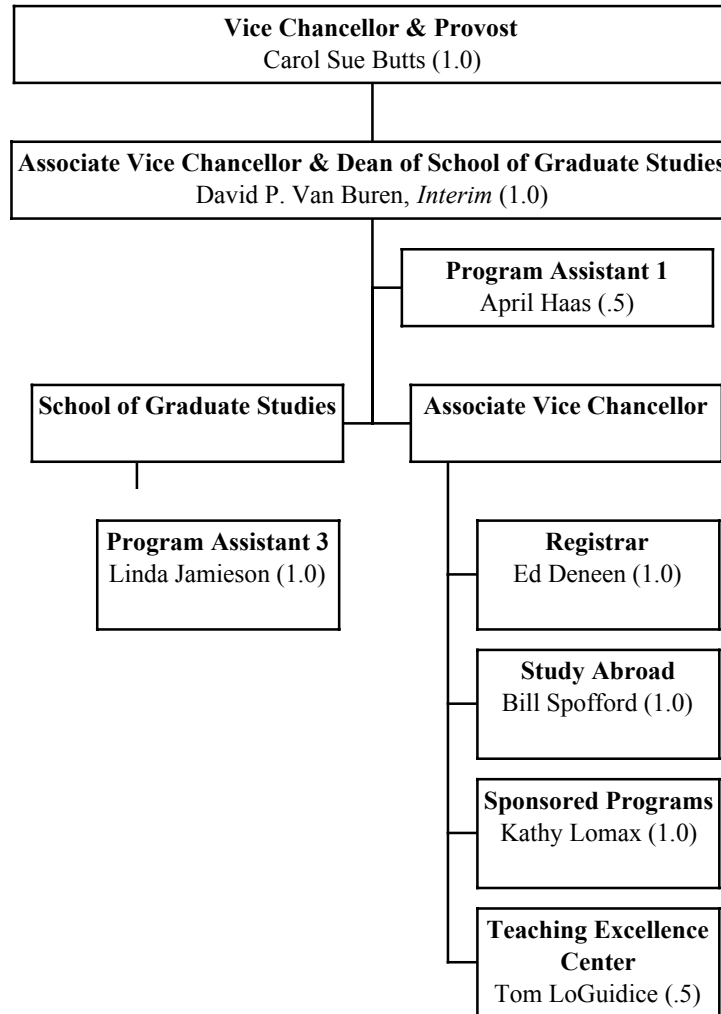 Vice Chancellor & Provost
Carol Sue Butts (1.0)
Associate Vice Chancellor & Dean of School of Graduate Studies
David P. Van Buren, Interim (1.0)
Program Assistant 1
April Haas (.5)
School of Graduate Studies
Associate Vice Chancellor
Program Assistant 3
Linda Jamieson (1.0)
Registrar
Ed Deneen (1.0)
Study Abroad
Bill Spofford (1.0)
Sponsored Programs
Kathy Lomax (1.0)
Teaching Excellence
Center
Tom LoGuidice (.5)